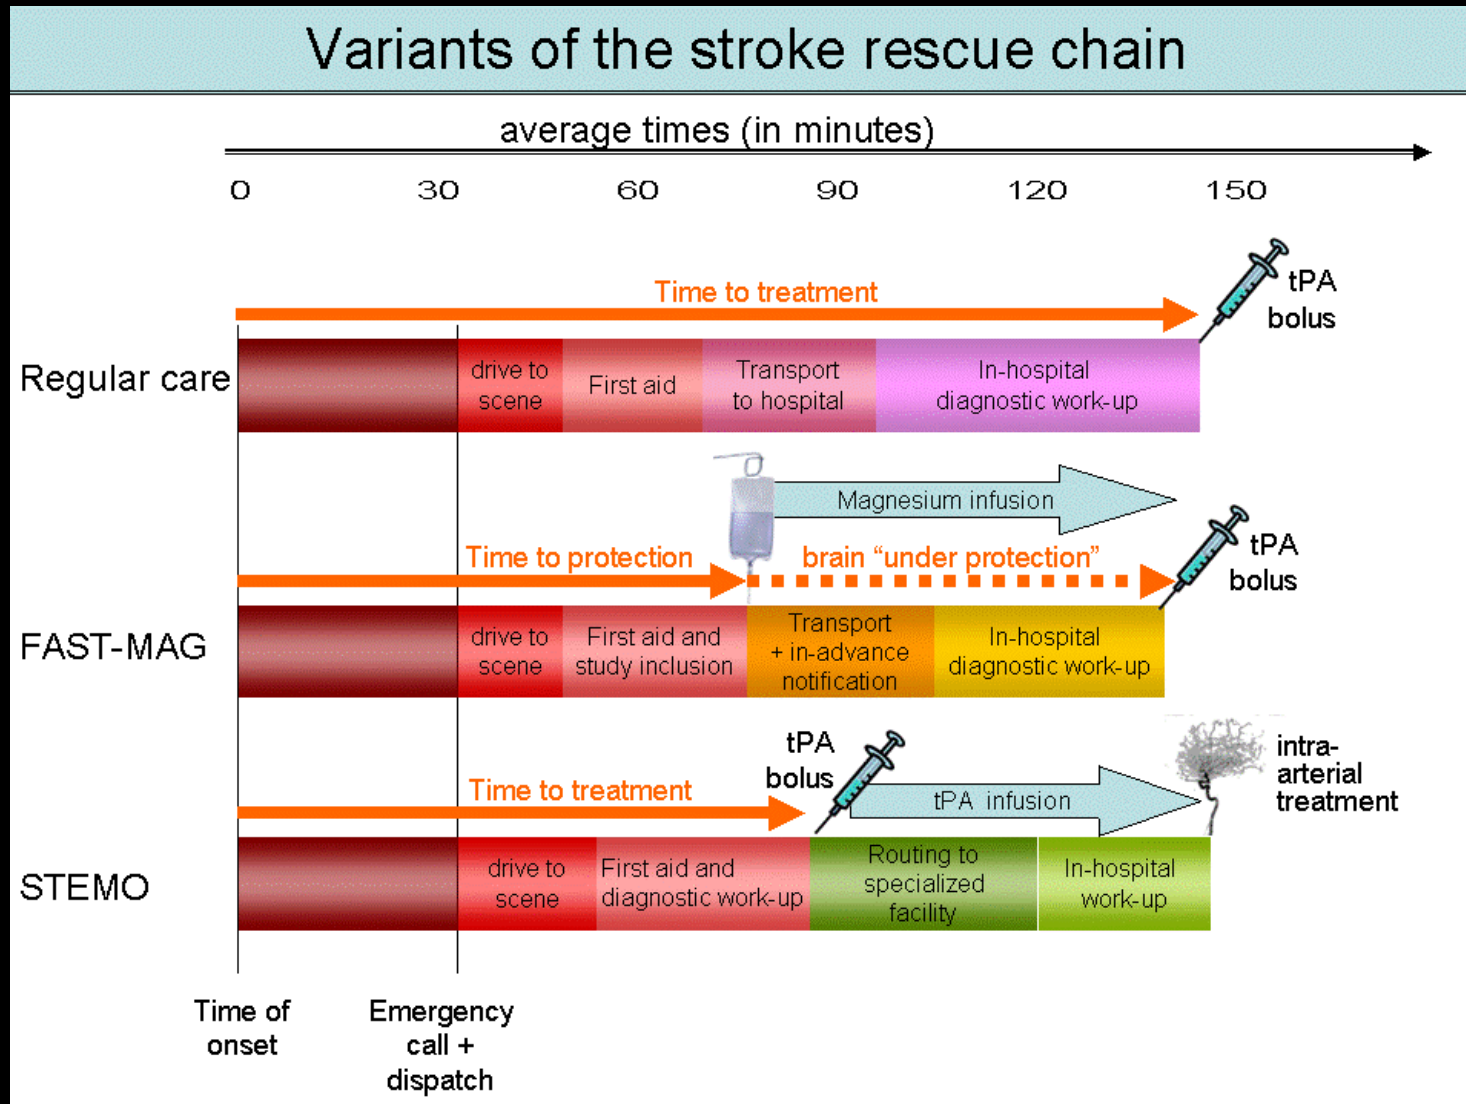 Variants of the stroke rescue chain
average times (in minutes)
0 30 60 90 120 150
Time to treatment
tPA
bolus
Regular care
drive to
scene
First aid
Transport
to hospital
In-hospital
diagnostic work-up
Magnesium infusion
Time to protection
brain “under protection”
tPA
bolus
FAST-MAG
drive to
scene
First aid and
study inclusion
Transport
+ in-advance
notification
In-hospital
diagnostic work-up
tPA
bolus
Time to treatment
tPA infusion
intra-
arterial
treatment
STEMO
drive to
scene
First aid and
diagnostic work-up
Routing to
specialized
facility
In-hospital
work-up
Time of
onset
Emergency
call +
dispatch